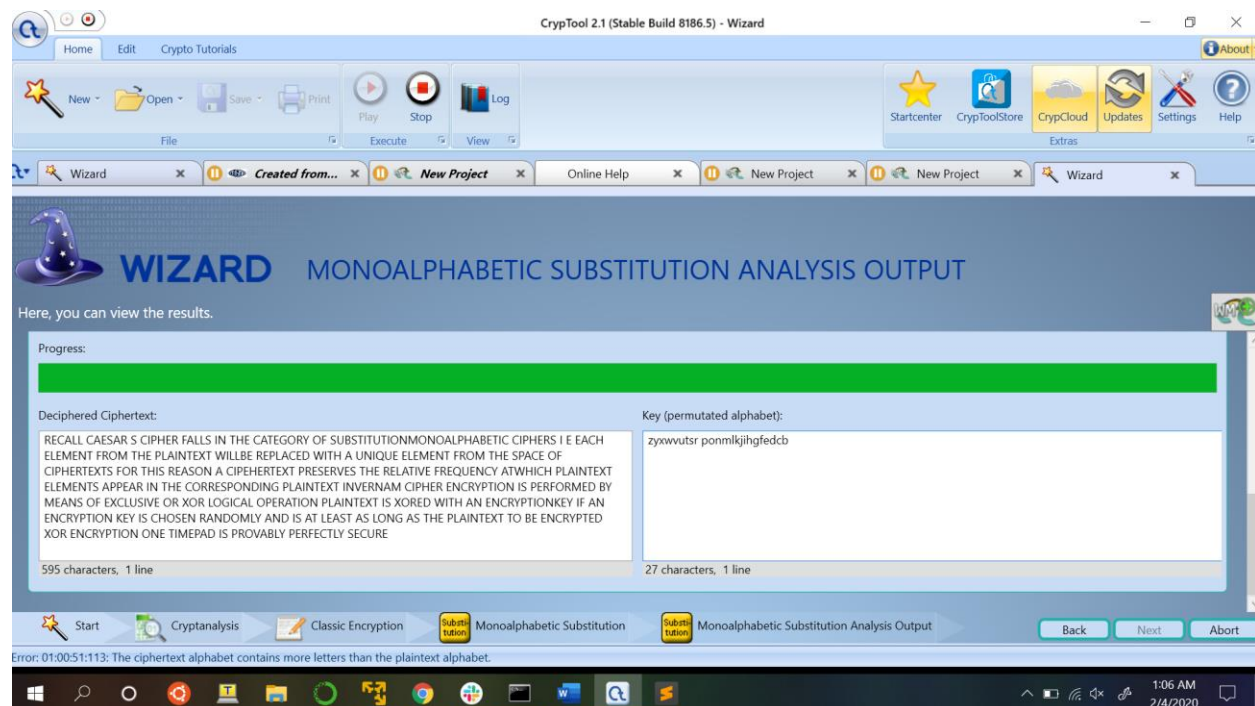 CrypTool 2.1 (Stable Build 8186.5) - Wizard
Home Edit Crypto Tutorials
About
New Open Save Print
Play Stop
Log
Startcenter CrypToolStore CrypCloud Updates Settings Help
File Execute View Extras
Wizard Created from... New Project Online Help New Project New Project Wizard
WIZARD MONOALPHABETIC SUBSTITUTION ANALYSIS OUTPUT
Here, you can view the results.
Progress:
Deciphered Ciphertext:
RECALL CAESAR S CIPHER FALLS IN THE CATEGORY OF SUBSTITUTIONMONOALPHABETIC CIPHERS I E EACH
ELEMENT FROM THE PLAINTEXT WILLBE REPLACED WITH A UNIQUE ELEMENT FROM THE SPACE OF
CIPHERTEXTS FOR THIS REASON A CIPEHERTEXT PRESERVES THE RELATIVE FREQUENCY ATWHICH PLAINTEXT
ELEMENTS APPEAR IN THE CORRESPONDING PLAINTEXT INVERNAM CIPHER ENCRYPTION IS PERFORMED BY
MEANS OF EXCLUSIVE OR XOR LOGICAL OPERATION PLAINTEXT IS XORED WITH AN ENCRYPTIONKEY IF AN
ENCRYPTION KEY IS CHOSEN RANDOMLY AND IS AT LEAST AS LONG AS THE PLAINTEXT TO BE ENCRYPTED
XOR ENCRYPTION ONE TIMEPAD IS PROVABLY PERFECTLY SECURE
595 characters, 1 line
Key (permutated alphabet):
zyxwvutsr ponmlkjihgfedcb
27 characters, 1 line
Start Cryptanalysis Classic Encryption Monoalphabetic Substitution Monoalphabetic Substitution Analysis Output
Back Next Abort
Error: 01:00:51:113: The ciphertext alphabet contains more letters than the plaintext alphabet.
1:06 AM
2/4/2020